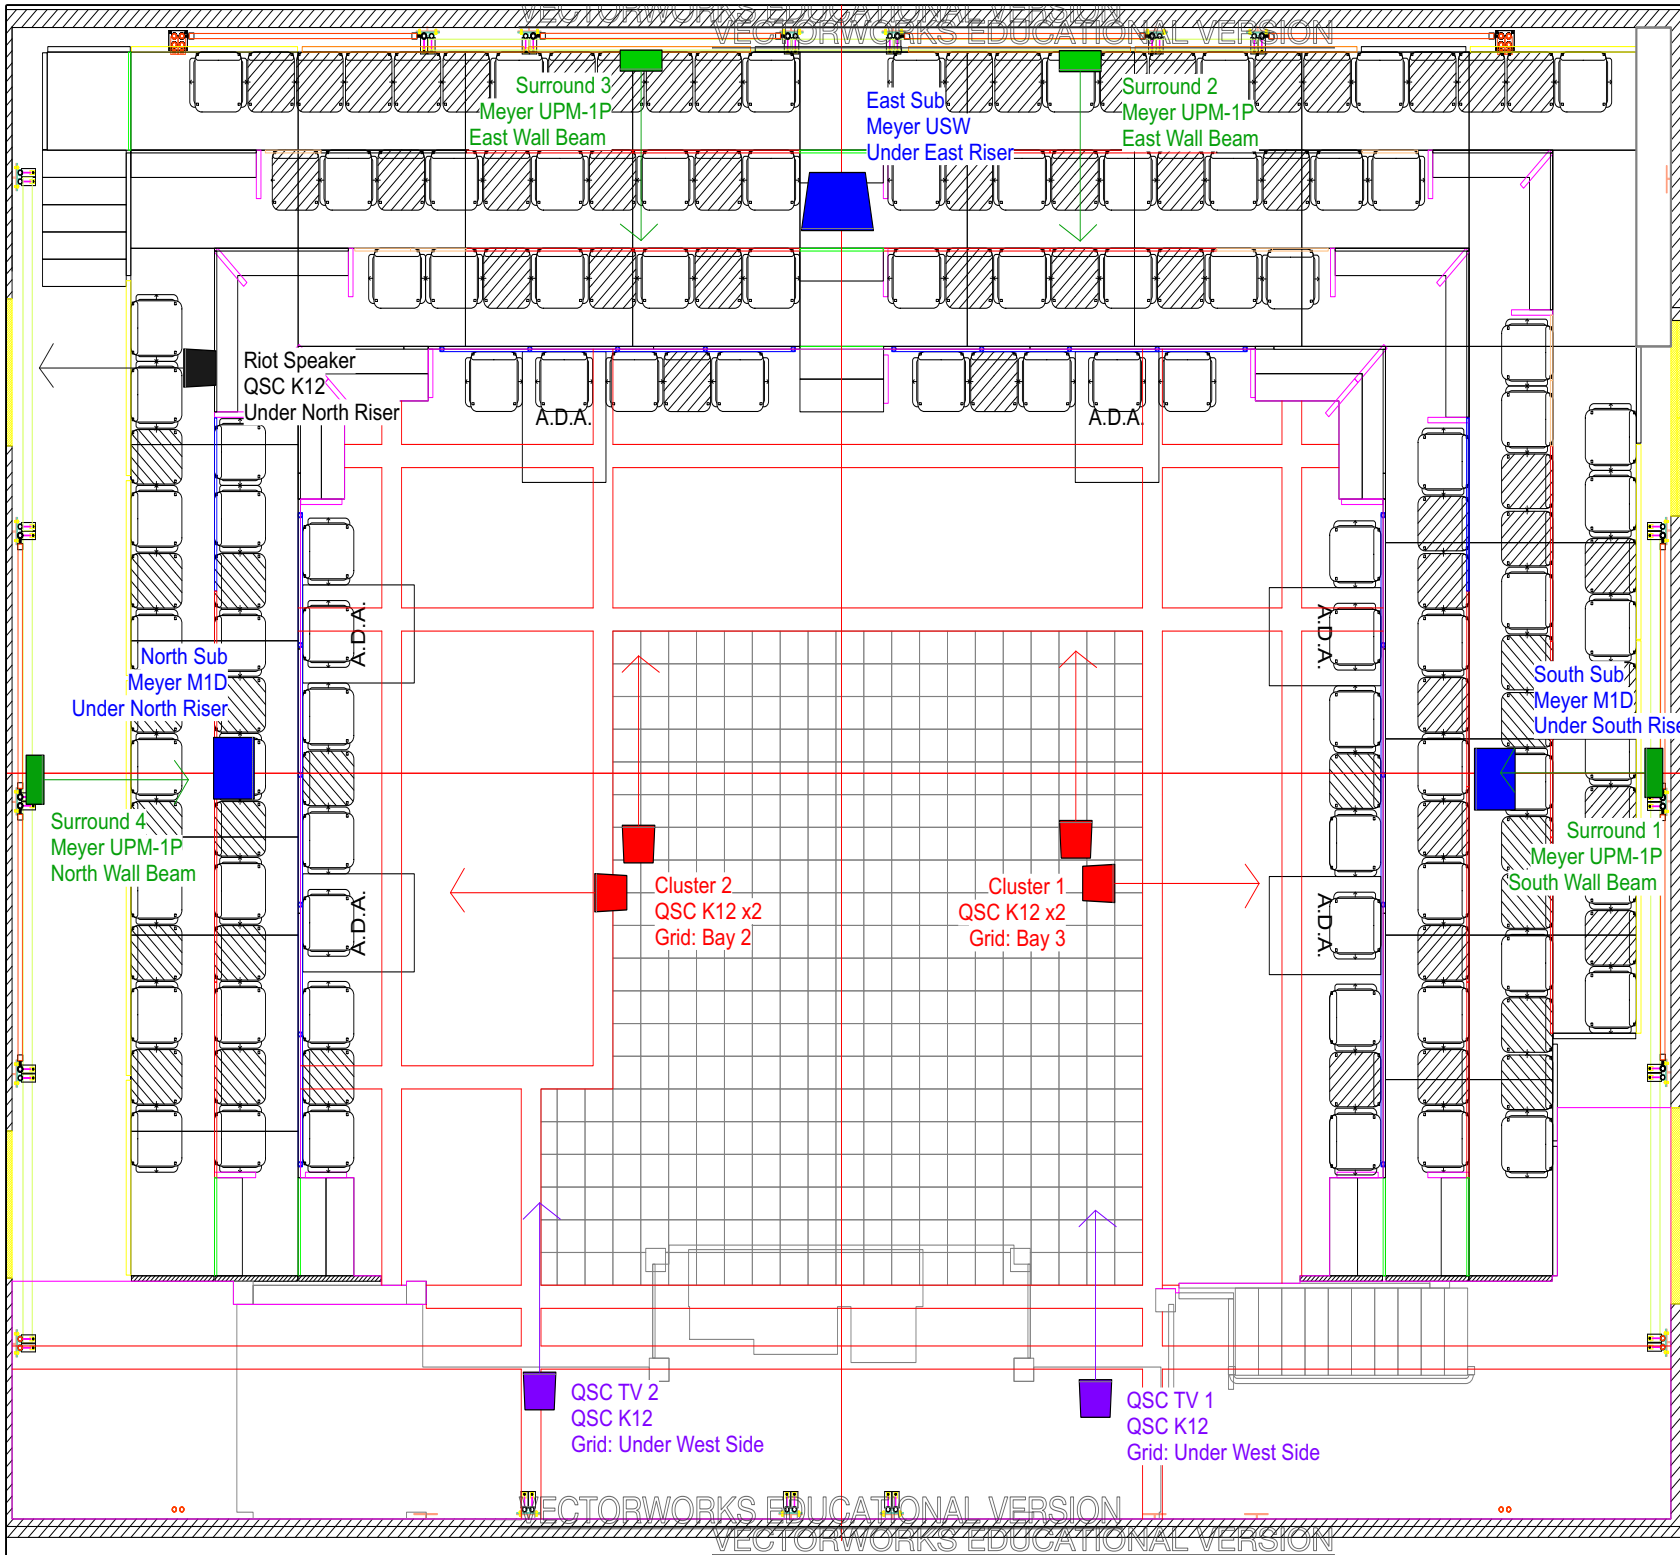 VECTORWORKS EDUCATIONAL VERSION
VECTORWORKS EDUCATIONAL VERSION
Surround 3
Meyer UPM-1P
East Wall Beam
East Sub
Meyer USW
Under East Riser
Surround 2
Meyer UPM-1P
East Wall Beam
Riot Speaker
QSC K12
Under North Riser
A.D.A.
A.D.A.
A.D.A.
A.D.A.
North Sub
Meyer M1D
Under North Riser
South Sub
Meyer M1D
Under South Rise
Surround 4
Meyer UPM-1P
North Wall Beam
Cluster 2
QSC K12 x2
Grid: Bay 2
Cluster 1
QSC K12 x2
Grid: Bay 3
Surround 1
Meyer UPM-1P
South Wall Beam
A.D.A.
A.D.A.
QSC TV 2
QSC K12
Grid: Under West Side
QSC TV 1
QSC K12
Grid: Under West Side
VECTORWORKS EDUCATIONAL VERSION
VECTORWORKS EDUCATIONAL VERSION